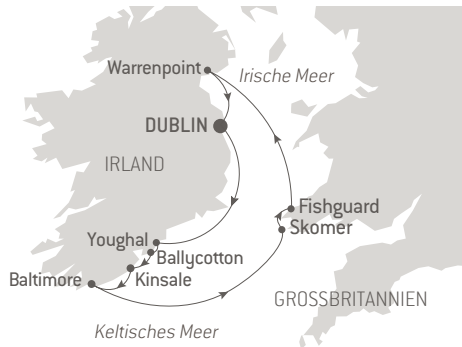 Warrenpoint
Irische Meer
DUBLIN
IRLAND
Fishguard
Skomer
Youghal
Ballycotton
Baltimore
Kinsale
GROSSBRITANNIEN
Keltisches Meer